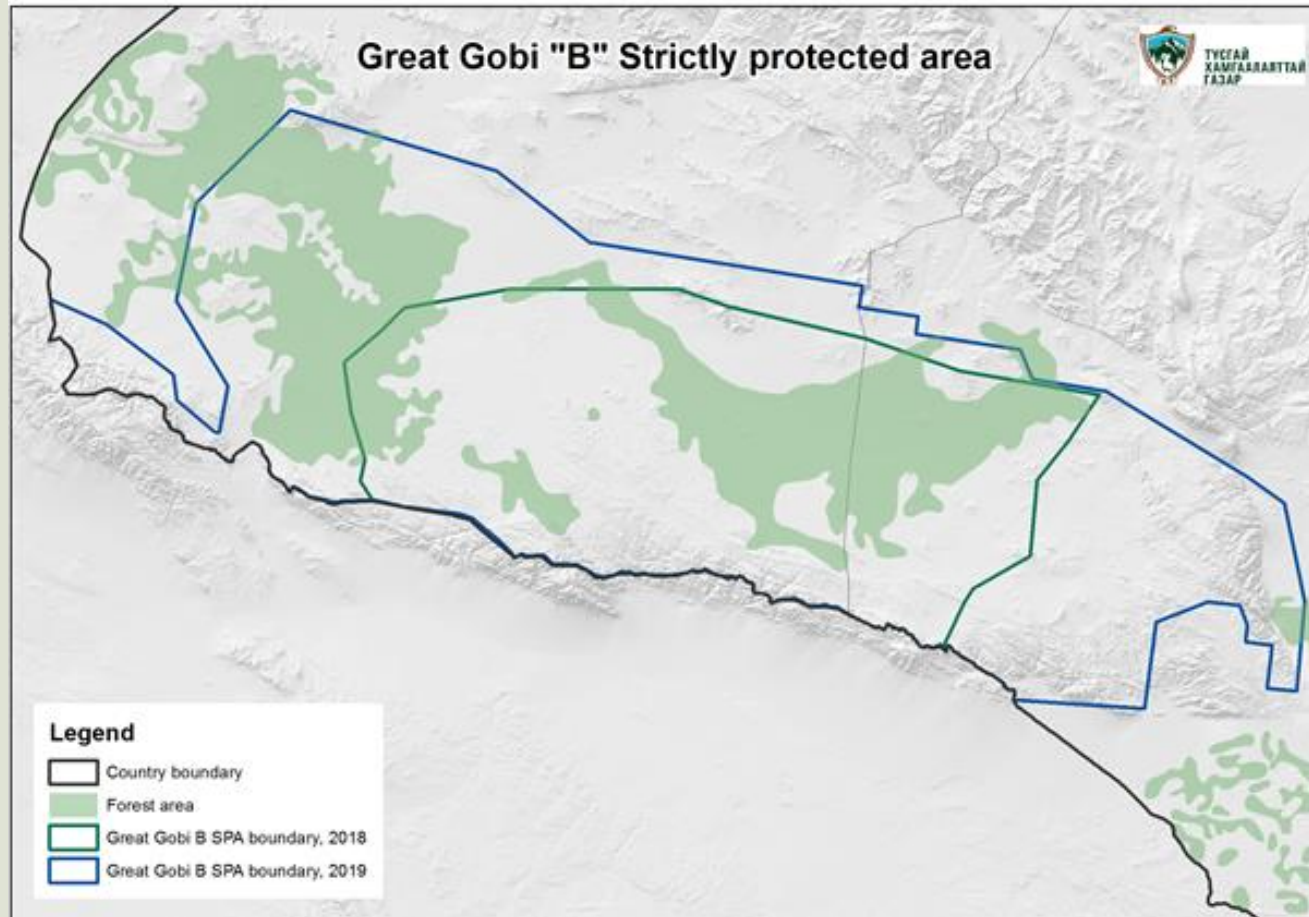 Great Gobi "B" Strictly protected area
ТУСГАЙ
ХАМГААЛАЛТТАЙ
ГАЗАР
Legend
Country boundary
Forest area
Great Gobi B SPA boundary, 2018
Great Gobi B SPA boundary, 2019